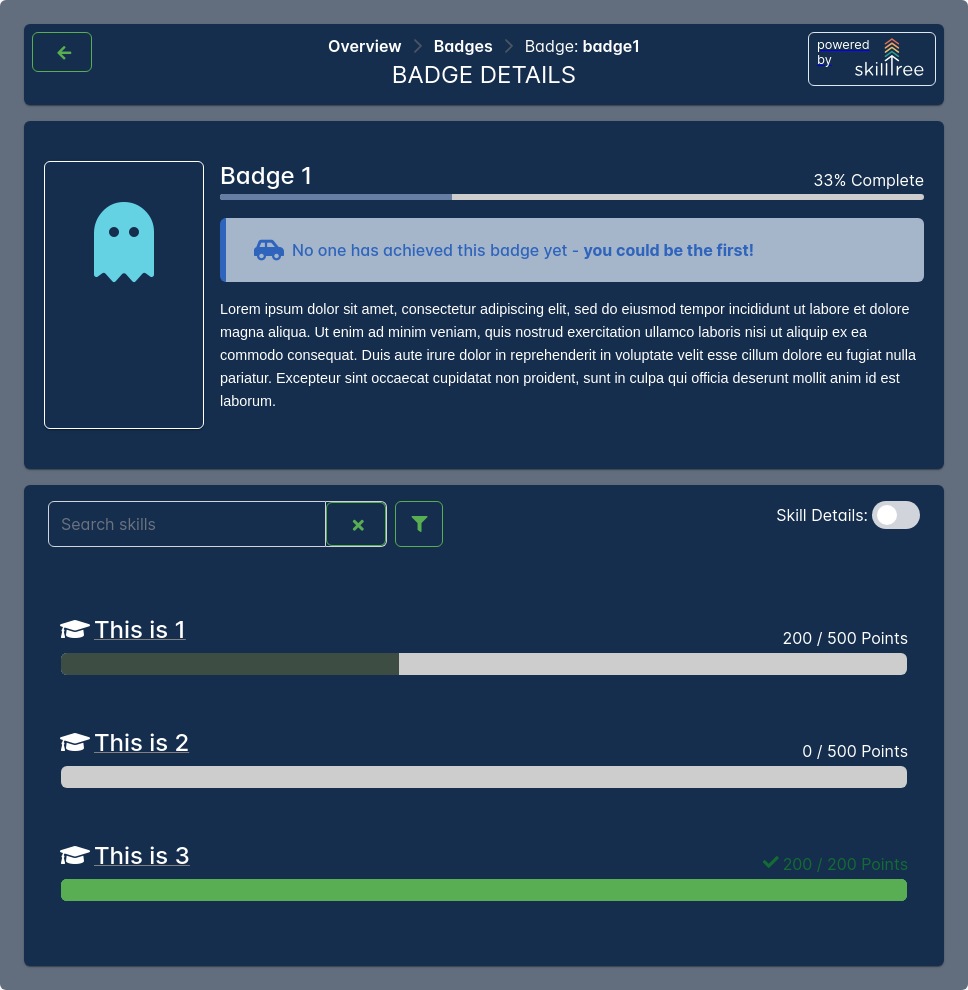 Overview Badges Badge: badge1
BADGE DETAILS
powered
by
skilltree
Badge 1
33% Complete
No one has achieved this badge yet - you could be the first!
Lorem ipsum dolor sit amet, consectetur adipiscing elit, sed do eiusmod tempor incididunt ut labore et dolore
magna aliqua. Ut enim ad minim veniam, quis nostrud exercitation ullamco laboris nisi ut aliquip ex ea
commodo consequat. Duis aute irure dolor in reprehenderit in voluptate velit esse cillum dolore eu fugiat nulla
pariatur. Excepteur sint occaecat cupidatat non proident, sunt in culpa qui officia deserunt mollit anim id est
laborum.
Search skills
Skill Details:
This is 1
200 / 500 Points
This is 2
0 / 500 Points
This is 3
200 / 200 Points